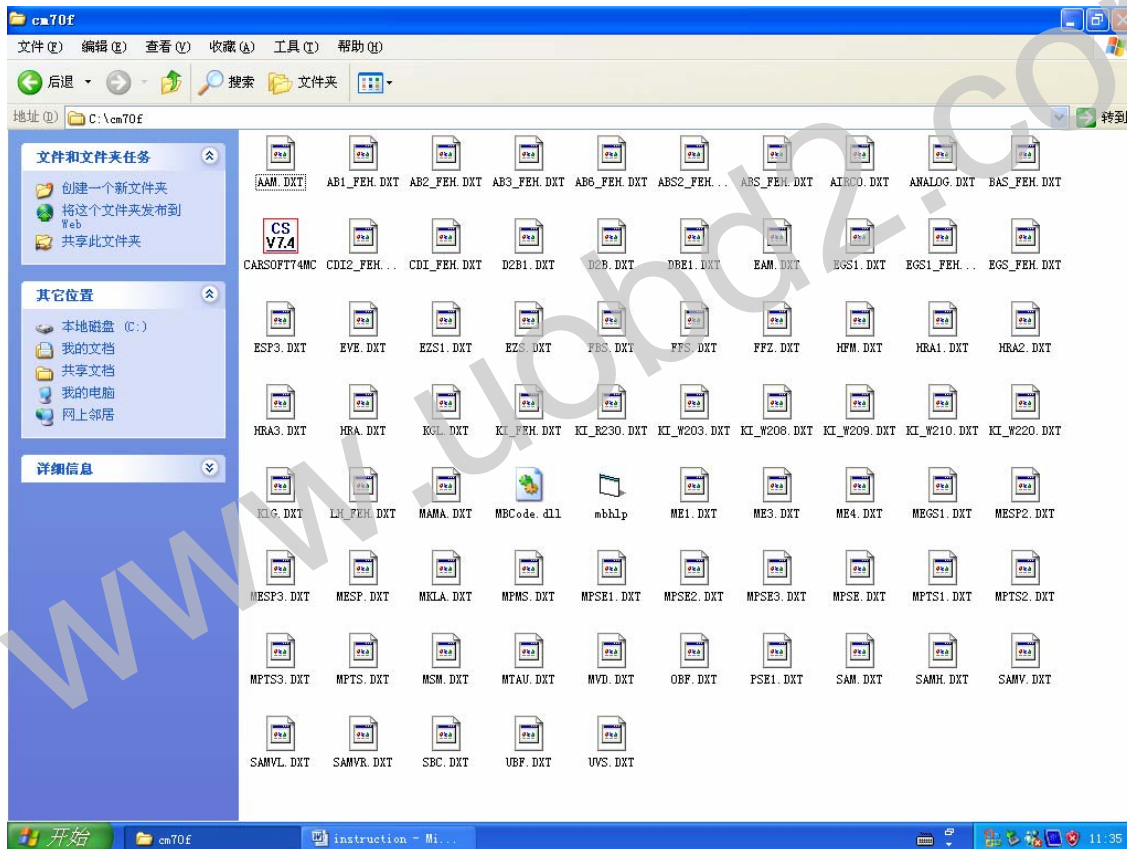 cm70f
文件(F) 编辑(E) 查看(V) 收藏(A) 工具(T) 帮助(H)
后退 搜索 文件夹
地址(D) C:\cm70f 转到
文件和文件夹任务
创建一个新文件夹
将这个文件夹发布到
Web
共享此文件夹
其它位置
本地磁盘 (C:)
我的文档
共享文档
我的电脑
网上邻居
详细信息
AAM.DXT AB1_FEH.DXT AB2_FEH.DXT AB3_FEH.DXT AB6_FEH.DXT ABS2_FEH... ABS_FEH.DXT AIRCO.DXT ANALOG.DXT BAS_FEH.DXT
CS
V7.4
CARSOFT74MC CDI2_FEH... CDI_FEH.DXT D2B1.DXT D2B.DXT DBE1.DXT EAM.DXT EGS1.DXT EGS1_FEH... EGS_FEH.DXT
ESP3.DXT EVE.DXT EZS1.DXT EZS.DXT FBS.DXT FFS.DXT FFZ.DXT HFM.DXT HRA1.DXT HRA2.DXT
HRA3.DXT HRA.DXT KGL.DXT KI_FEH.DXT KI_R230.DXT KI_W203.DXT KI_W208.DXT KI_W209.DXT KI_W210.DXT KI_W220.DXT
KlG.DXT LH_FEH.DXT MAMA.DXT MBCode.dll mbhlp ME1.DXT ME3.DXT ME4.DXT MEGS1.DXT MESP2.DXT
MESP3.DXT MESP.DXT MKLA.DXT MPMS.DXT MPSE1.DXT MPSE2.DXT MPSE3.DXT MPSE.DXT MPTS1.DXT MPTS2.DXT
MPTS3.DXT MPTS.DXT MSM.DXT MTAU.DXT MVD.DXT OBF.DXT PSE1.DXT SAM.DXT SAMH.DXT SAMV.DXT
SAMVL.DXT SAMVR.DXT SBC.DXT UBF.DXT UVS.DXT
www.uobd2.co
开始 cm70f instruction - Mi... 11:35